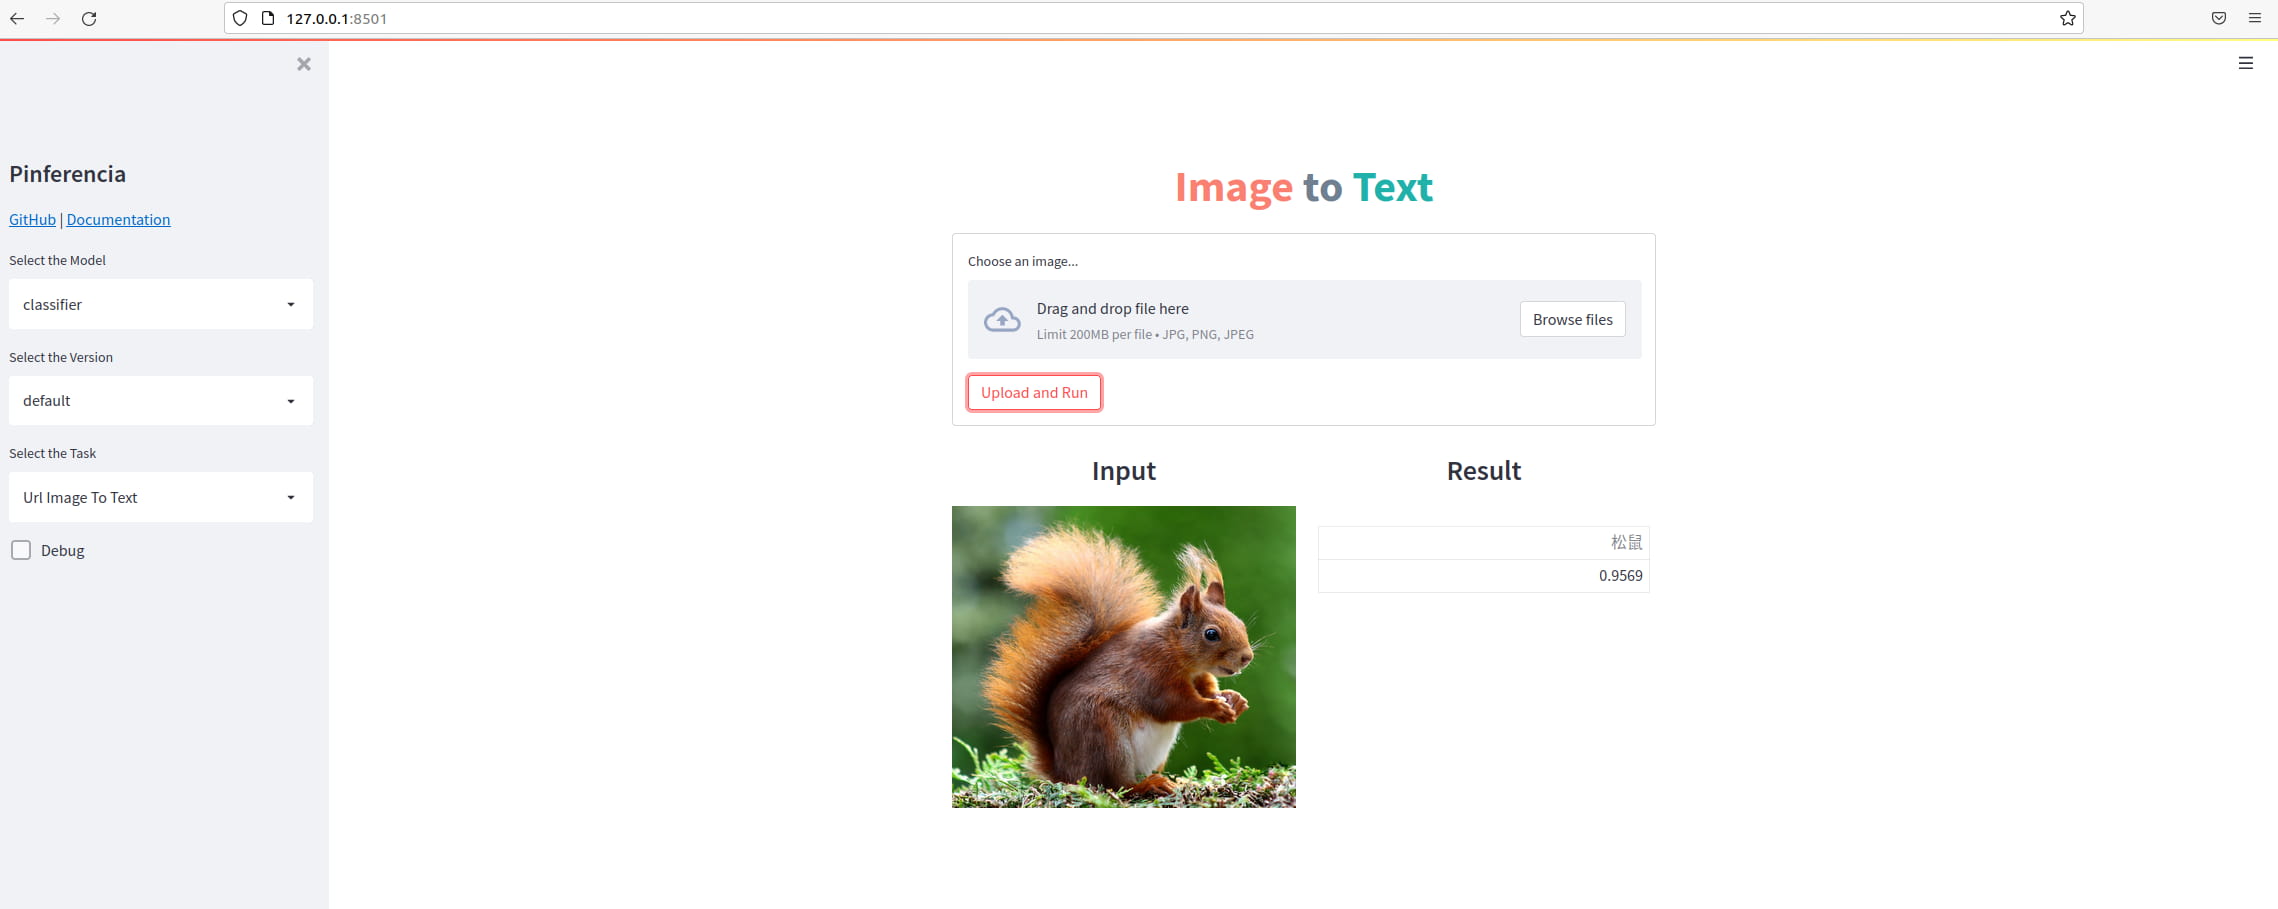 127.0.0.1:8501
Pinferencia
GitHub | Documentation
Select the Model
classifier
Select the Version
default
Select the Task
Url Image To Text
Debug
Image to Text
Choose an image...
Drag and drop file here
Limit 200MB per file • JPG, PNG, JPEG
Browse files
Upload and Run
Input
Result
松鼠
0.9569